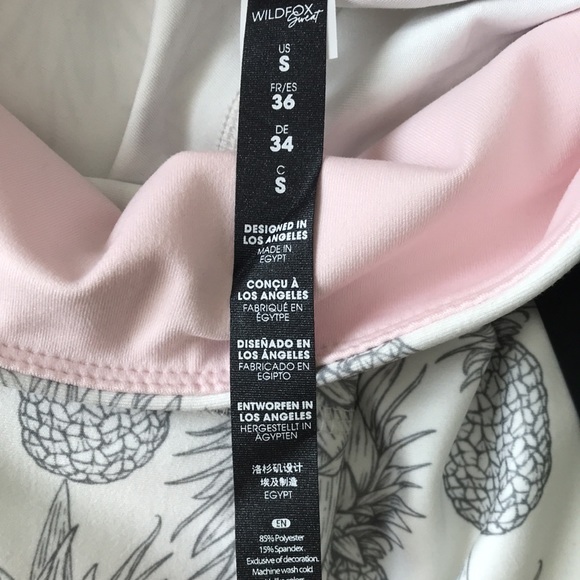 WILDFOX
Sweat
US
S
FR/ES
36
DE
34
C
S
DESIGNED IN
LOS ANGELES
MADE IN
EGYPT
CONÇU À
LOS ANGELES
FABRIQUÉ EN
ÉGYTPE
DISEÑADO EN
LOS ÁNGELES
FABRICADO EN
EGIPTO
ENTWORFEN IN
LOS ANGELES
HERGESTELLT IN
ÄGYPTEN
洛杉矶设计
埃及制造
EGYPT
EN
85% Polyester
15% Spandex.
Exclusive of decoration.
Machine wash cold.